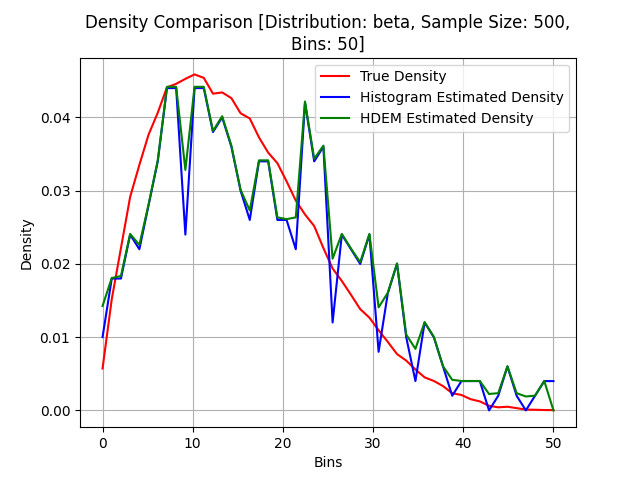 Density Comparison [Distribution: beta, Sample Size: 500,
Bins: 50]
True Density
Histogram Estimated Density
HDEM Estimated Density
Density
0.04
0.03
0.02
0.01
0.00
0 10 20 30 40 50
Bins